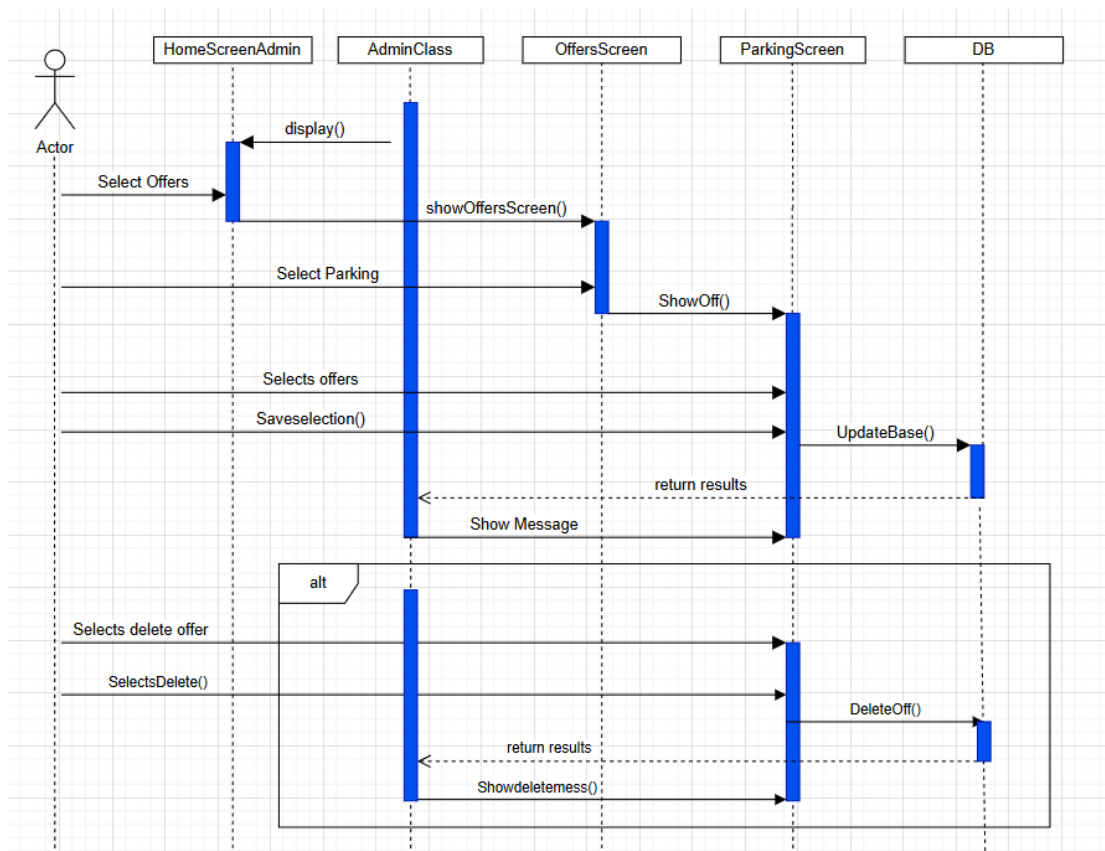 HomeScreenAdmin
AdminClass
OffersScreen
ParkingScreen
DB
Actor
display()
Select Offers
showOffersScreen()
Select Parking
ShowOff()
Selects offers
Saveselection()
UpdateBase()
return results
Show Message
alt
Selects delete offer
SelectsDelete()
DeleteOff()
return results
Showdeletemess()